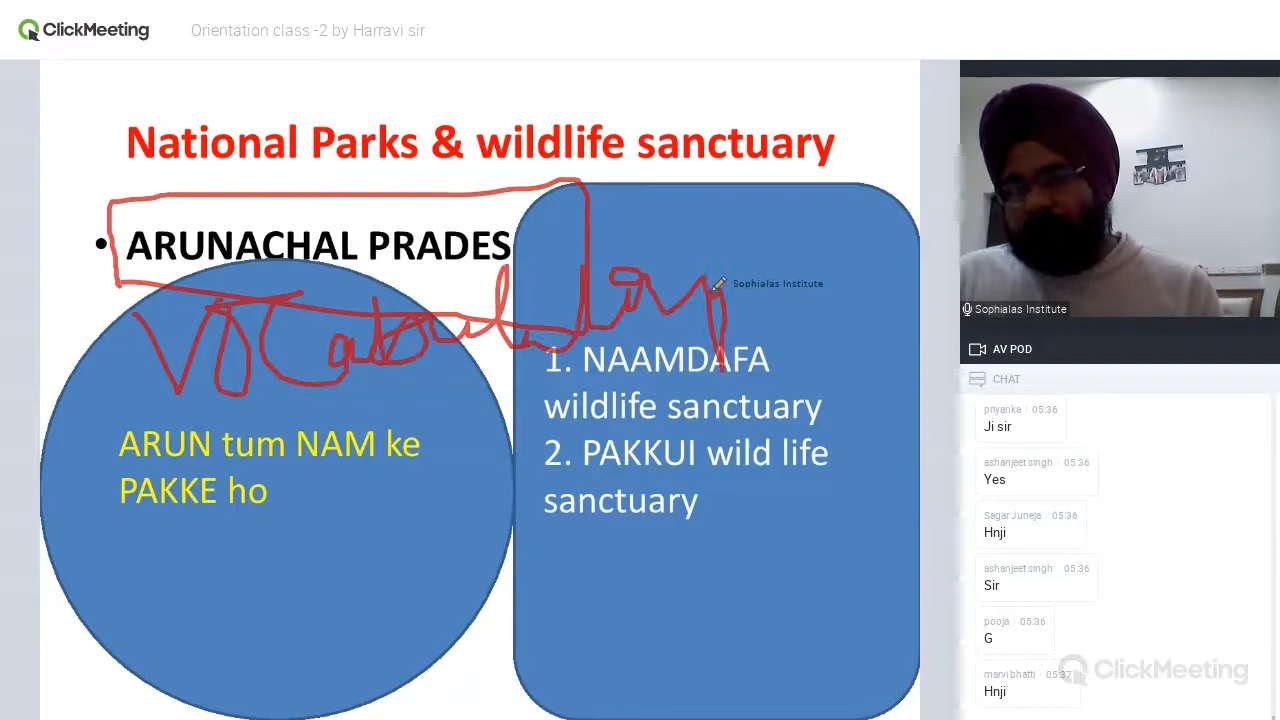 ClickMeeting
Orientation class -2 by Harravi sir
National Parks & wildlife sanctuary
• ARUNACHAL PRADES
Vocabulary
Sophialas Institute
ARUN tum NAM ke
PAKKE ho
1. NAAMDAFA
wildlife sanctuary
2. PAKKUI wild life
sanctuary
Sophialas Institute
AV POD
CHAT
priyanka 05:36
Ji sir
ashanjeet singh 05:36
Yes
Sagar Juneja 05:36
Hnji
ashanjeet singh 05:36
Sir
pooja 05:36
G
marvi bhatti 05:37
Hnji
ClickMeeting